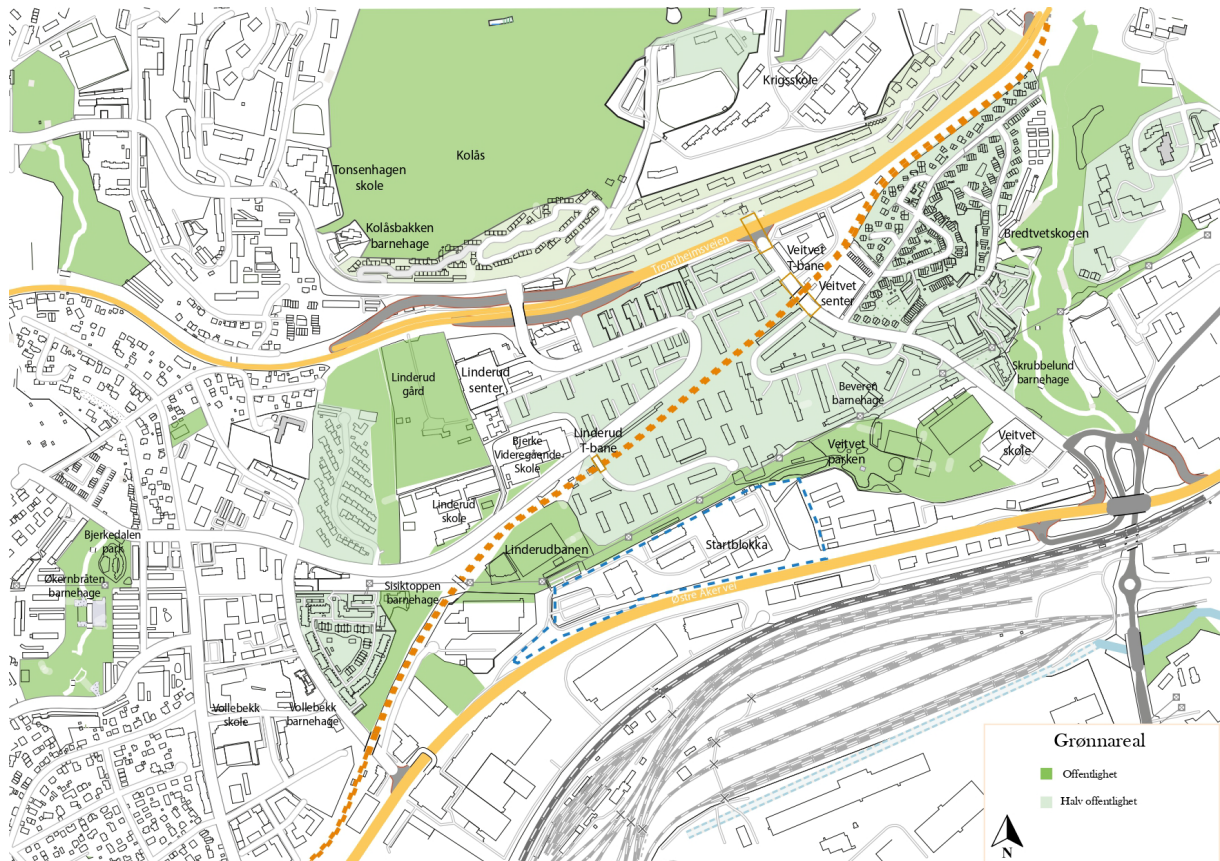 Krigsskole
Kolås
Tonsenhagen
skole
Kolåsbakken
barnehage
Bredtvetskogen
Trondheimsveien
Veitvet
T-bane
Veitvet
senter
Linderud
gård
Linderud
senter
Skrubbelund
barnehage
Beveren
barnehage
Linderud
T-bane
Bjerke
Videregående-
Skole
Veitvet
parken
Veitvet
skole
Linderud
skole
Bjerkedalen
park
Startblokka
Linderudbanen
Økernbråten
barnehage
Sisiktoppen
barnehage
Østre Aker vei
Vollebekk
skole
Vollebekk
barnehage
Grønnareal
Offentlighet
Halv offentlighet
N